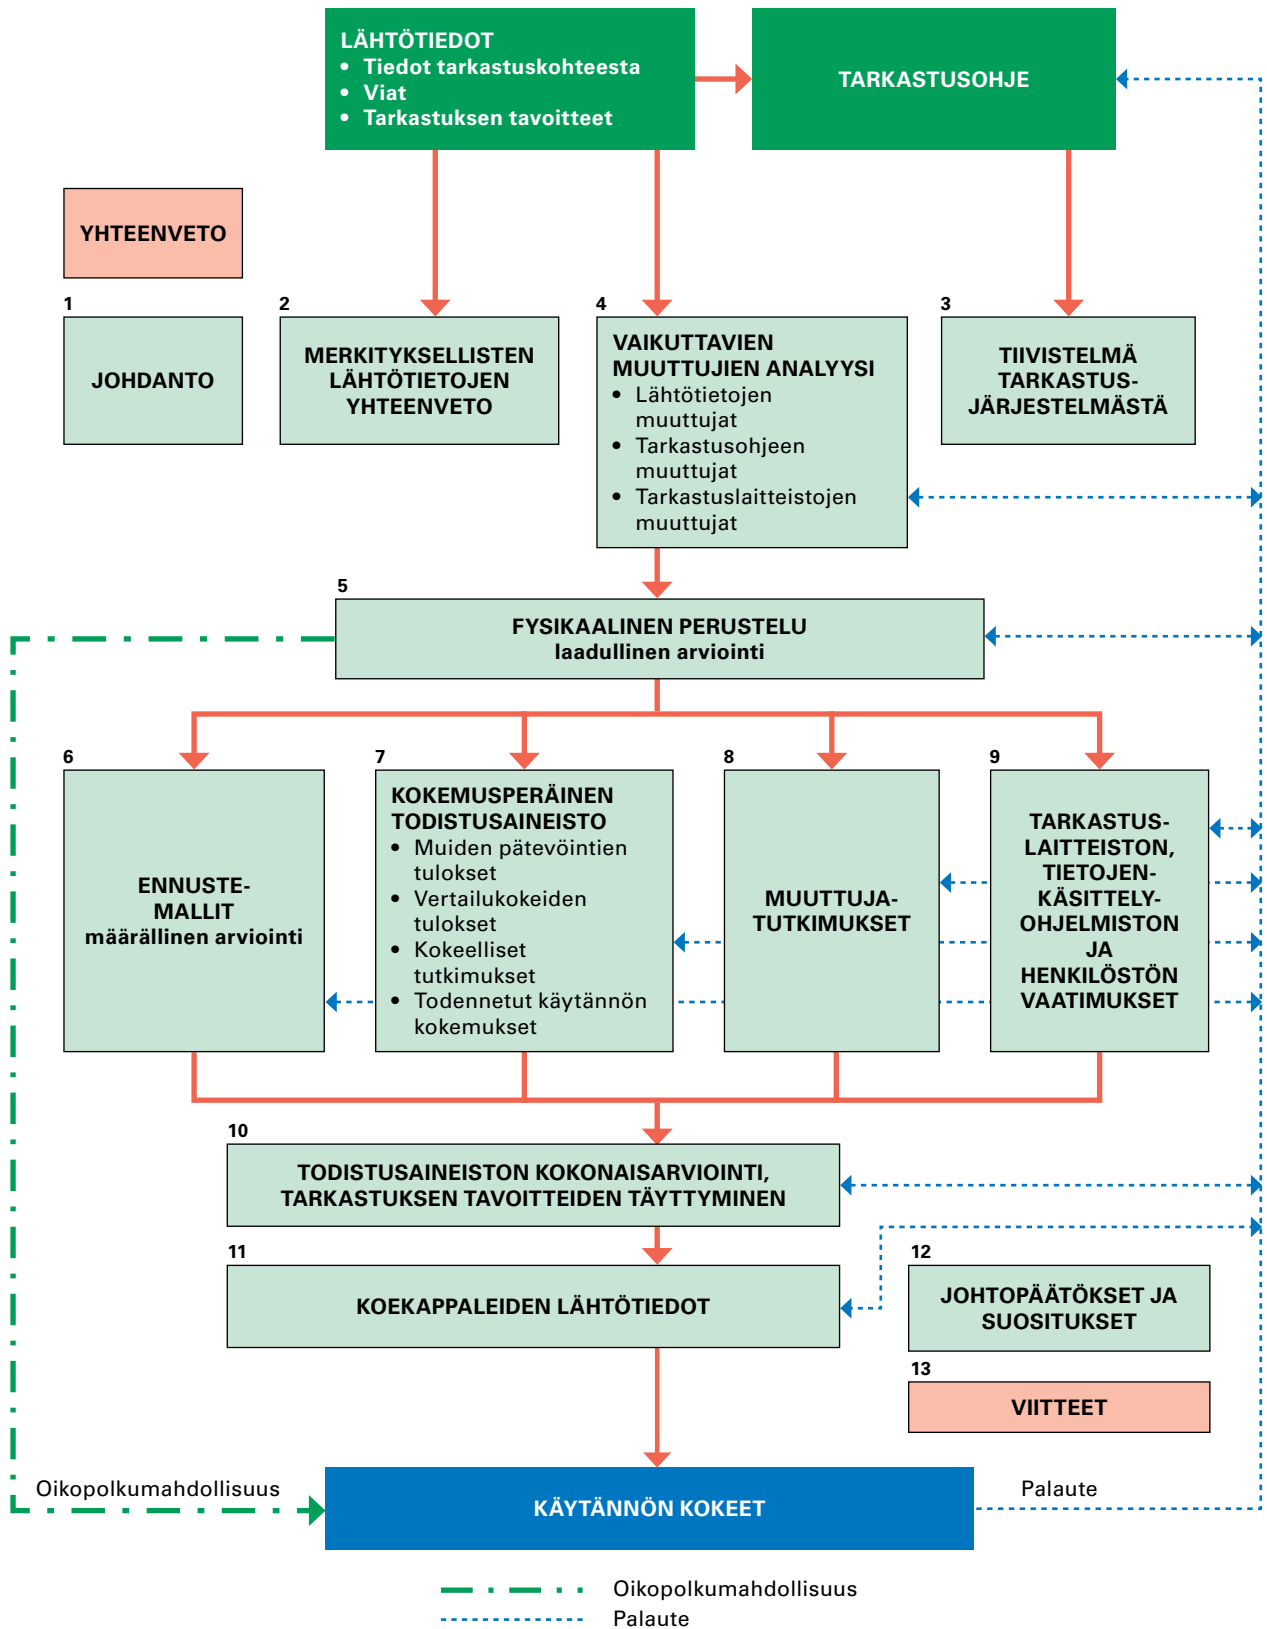 LÄHTÖTIEDOT
• Tiedot tarkastuskohteesta
• Viat
• Tarkastuksen tavoitteet
TARKASTUSOHJE
YHTEENVETO
1
JOHDANTO
2
MERKITYKSELLISTEN
LÄHTÖTIETOJEN
YHTEENVETO
4
VAIKUTTAVIEN
MUUTTUJIEN ANALYYSI
• Lähtötietojen
muuttujat
• Tarkastusohjeen
muuttujat
• Tarkastuslaitteistojen
muuttujat
3
TIIVISTELMÄ
TARKASTUS-
JÄRJESTELMÄSTÄ
5
FYSIKAALINEN PERUSTELU
laadullinen arviointi
6
ENNUSTE-
MALLIT
määrällinen arviointi
7
KOKEMUSPERÄINEN
TODISTUSAINEISTO
• Muiden pätevöintien
tulokset
• Vertailukokeiden
tulokset
• Kokeelliset
tutkimukset
• Todennetut käytännön
kokemukset
8
MUUTTUJA-
TUTKIMUKSET
9
TARKASTUS-
LAITTEISTON,
TIETOJEN-
KÄSITTELY-
OHJELMISTON
JA
HENKILÖSTÖN
VAATIMUKSET
10
TODISTUSAINEISTON KOKONAISARVIOINTI,
TARKASTUKSEN TAVOITTEIDEN TÄYTTYMINEN
11
KOEKAPPALEIDEN LÄHTÖTIEDOT
12
JOHTOPÄÄTÖKSET JA
SUOSITUKSET
13
VIITTEET
Oikopolkumahdollisuus
KÄYTÄNNÖN KOKEET
Palaute
Oikopolkumahdollisuus
Palaute